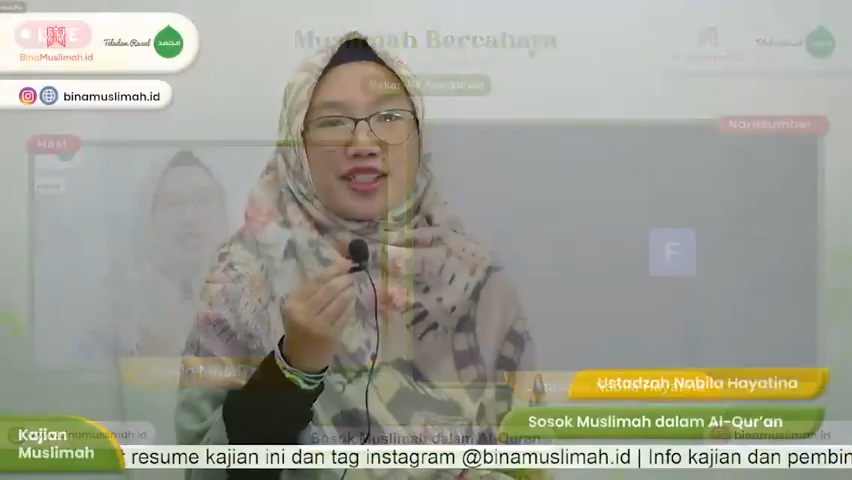 LIVE
BinaMuslimah.id
Teladan Rasul
binamuslimah.id
Muslimah Bercahaya
Host
Narasumber
F
Ustadzah Nabila Hayatina
Sosok Muslimah dalam Al-Qur'an
Sosok Muslimah dalam Al-Qur'an
binamuslimah.id
Kajian
Muslimah
resume kajian ini dan tag instagram @binamuslimah.id | Info kajian dan pembin